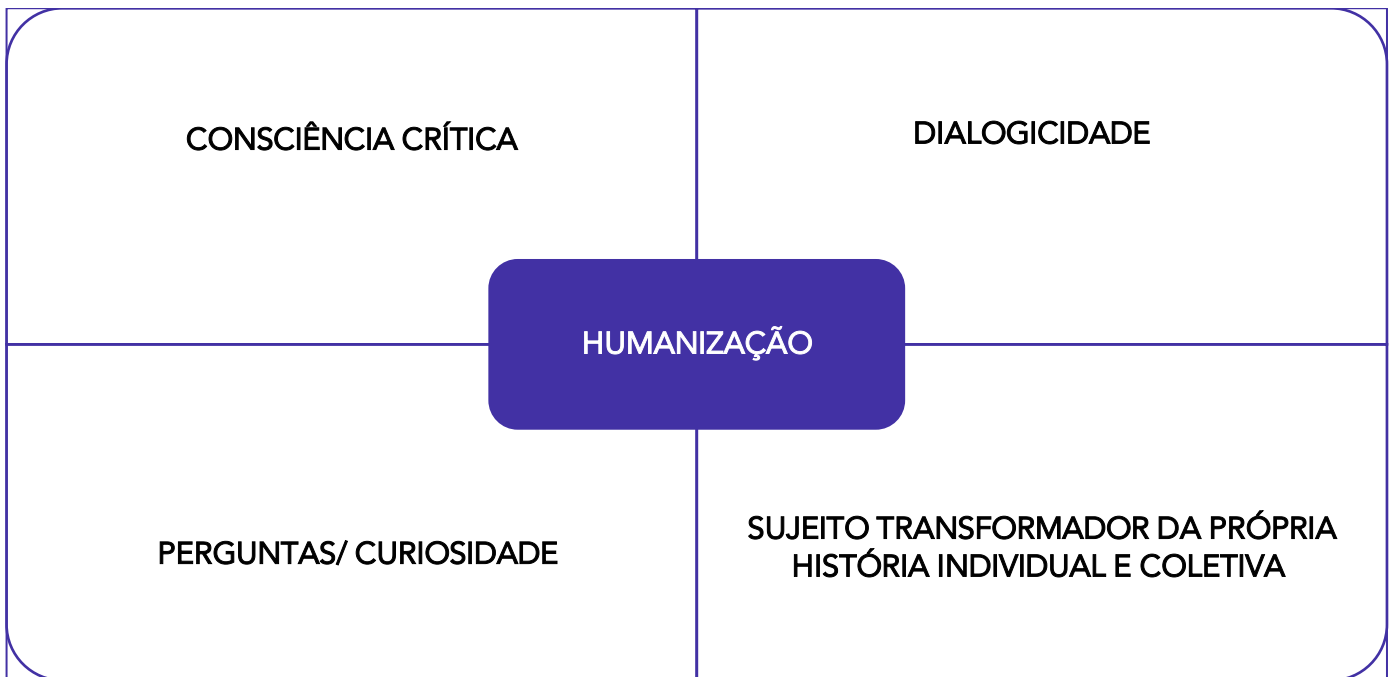 CONSCIÊNCIA CRÍTICA
DIALOGICIDADE
HUMANIZAÇÃO
PERGUNTAS/ CURIOSIDADE
SUJEITO TRANSFORMADOR DA PRÓPRIA
HISTÓRIA INDIVIDUAL E COLETIVA